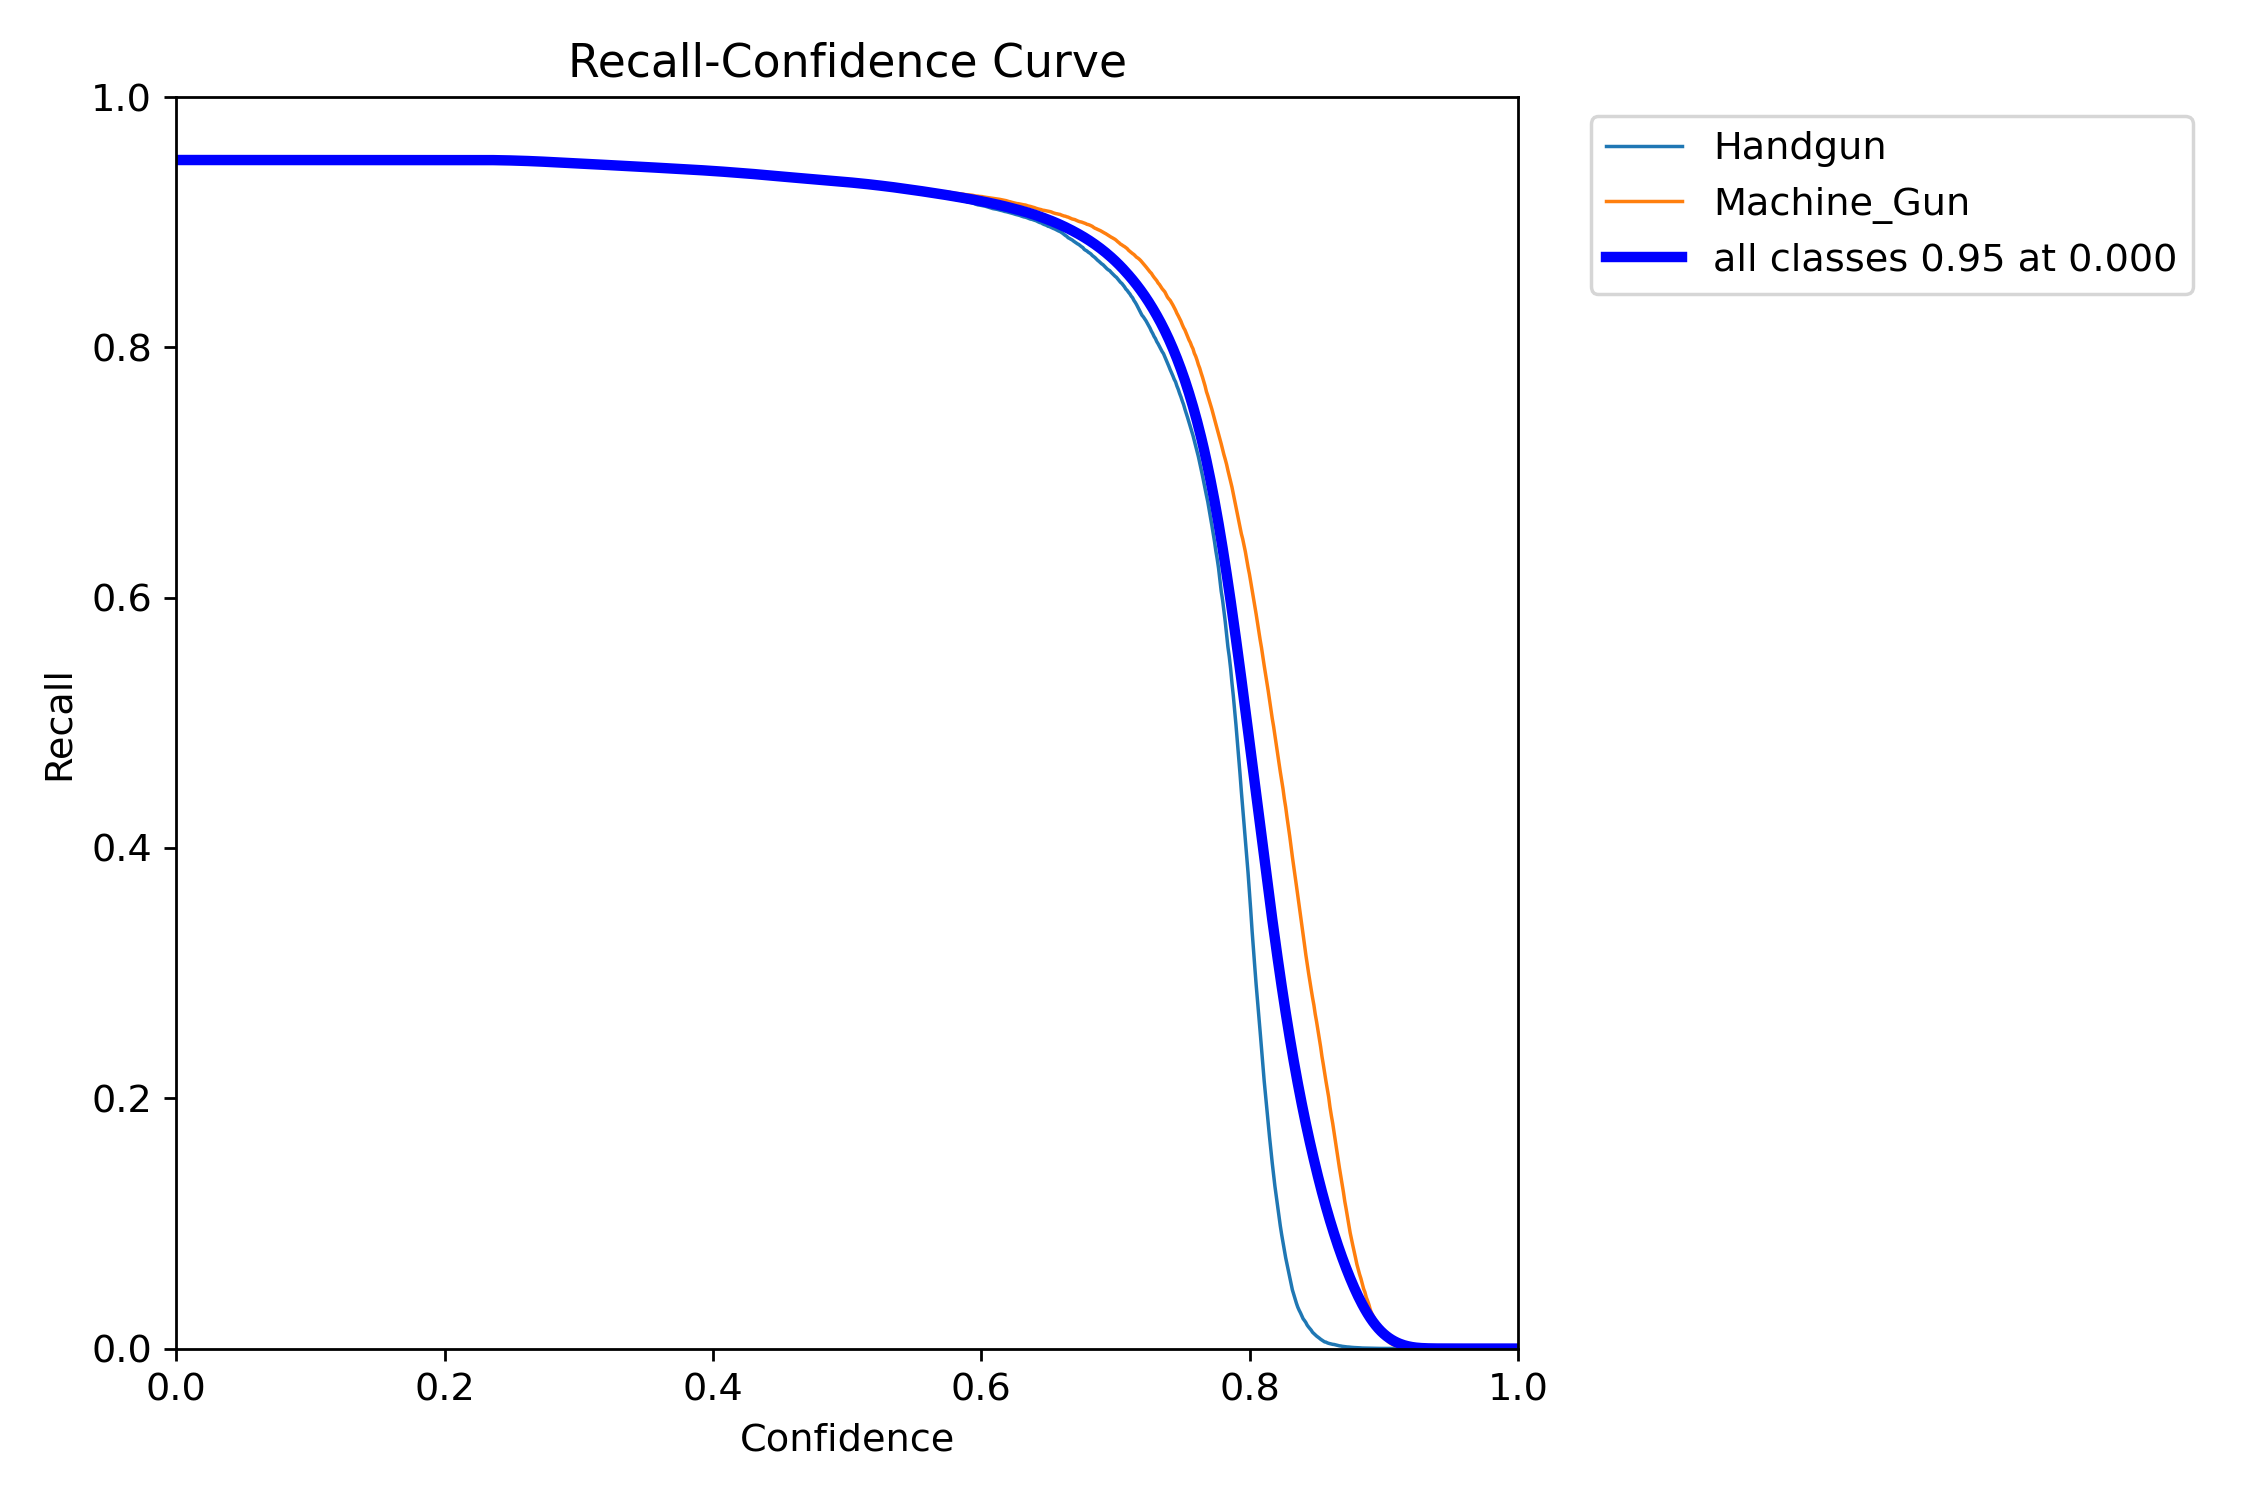 Recall-Confidence Curve
1.0
0.8
0.6
0.4
0.2
0.0
Recall
0.0 0.2 0.4 0.6 0.8 1.0
Confidence
Handgun
Machine_Gun
all classes 0.95 at 0.000